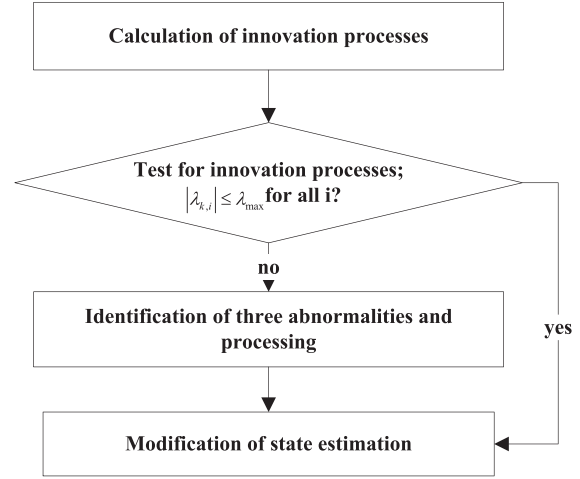 Calculation of innovation processes
Test for innovation processes;
|λk,i| ≤ λmax for all i?
no
Identification of three abnormalities and
processing
yes
Modification of state estimation